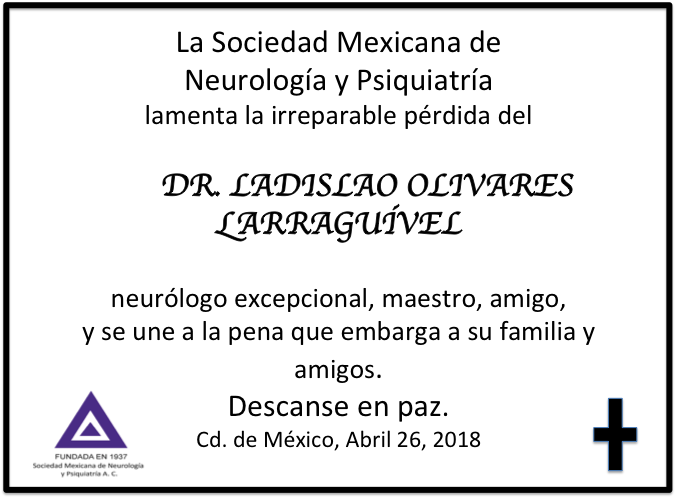 La Sociedad Mexicana de
Neurología y Psiquiatría
lamenta la irreparable pérdida del
DR. LADISLAO OLIVARES
LARRAGUÍVEL
neurólogo excepcional, maestro, amigo,
y se une a la pena que embarga a su familia y
amigos.
Descanse en paz.
Cd. de México, Abril 26, 2018
FUNDADA EN 1937
Sociedad Mexicana de Neurología
y Psiquiatría A. C.